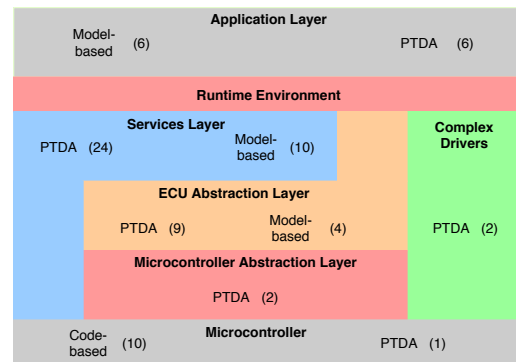 Application Layer
Model-
based (6) PTDA (6)
Runtime Environment
Services Layer
PTDA (24) Model-
based (10)
Complex
Drivers
ECU Abstraction Layer
PTDA (9) Model-
based (4)
PTDA (2)
Microcontroller Abstraction Layer
PTDA (2)
Microcontroller
Code-
based (10) PTDA (1)